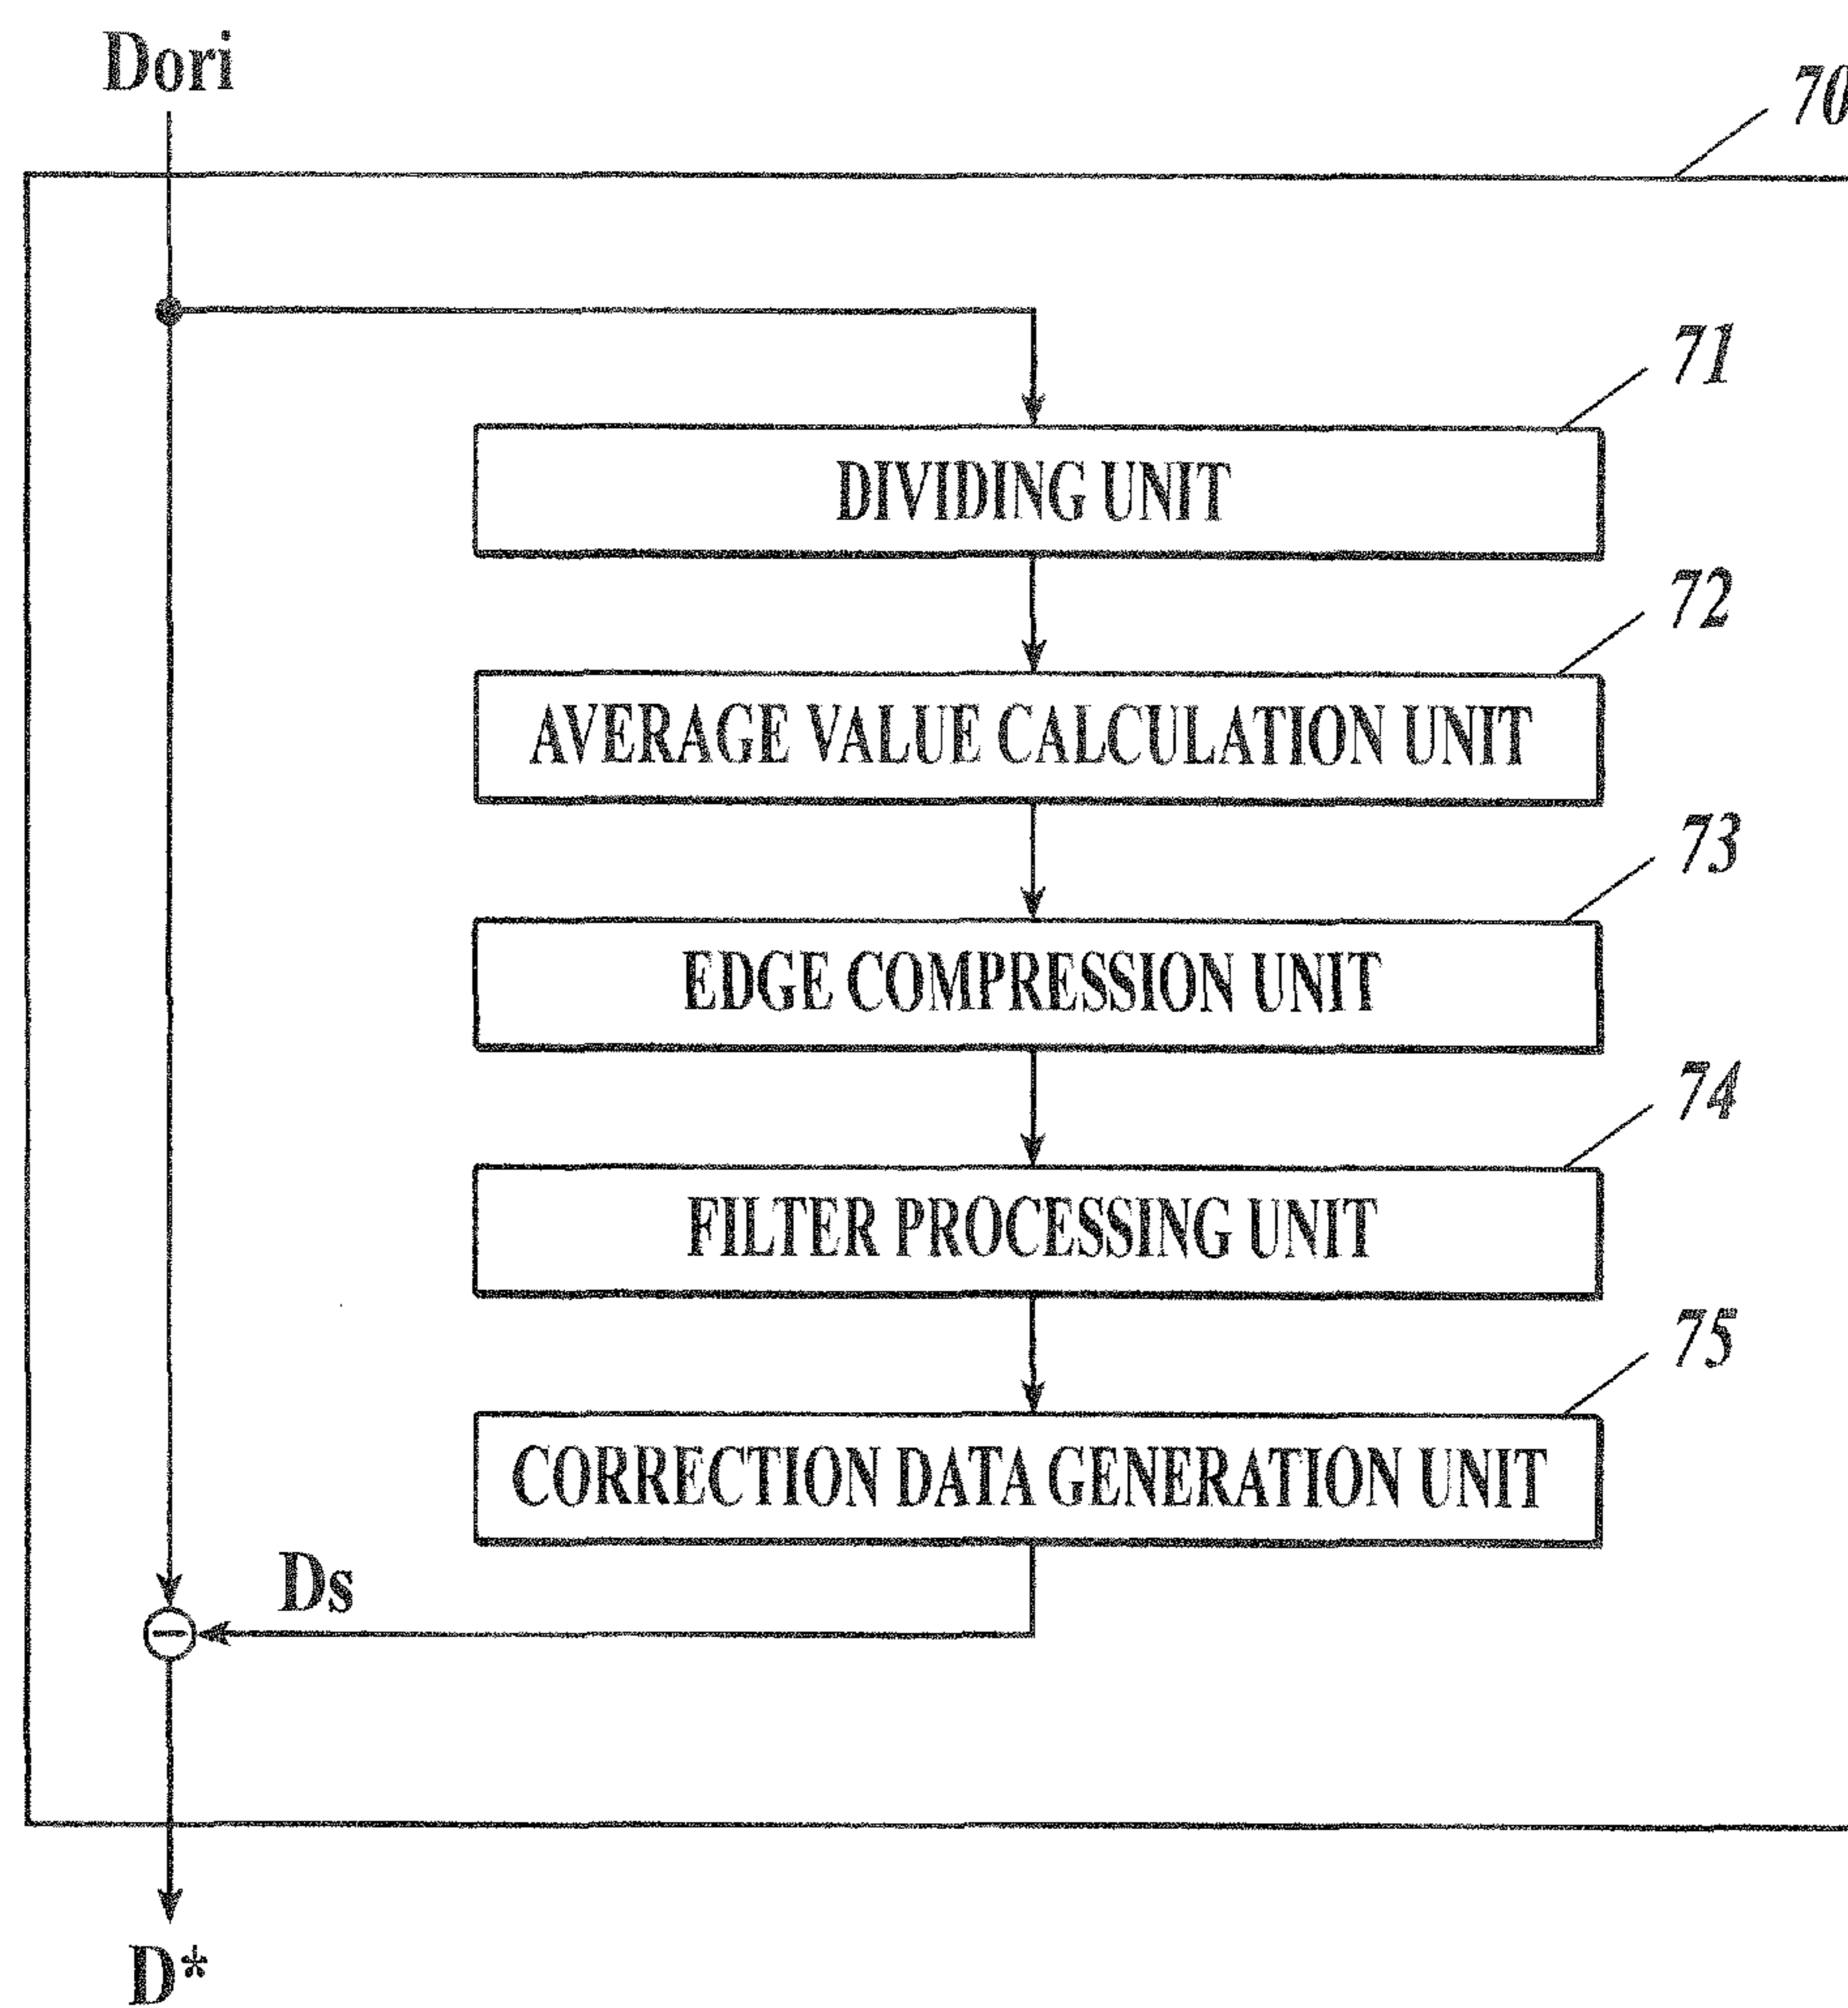 Dori
70
71
DIVIDING UNIT
72
AVERAGE VALUE CALCULATION UNIT
73
EDGE COMPRESSION UNIT
74
FILTER PROCESSING UNIT
75
CORRECTION DATA GENERATION UNIT
Ds
D*